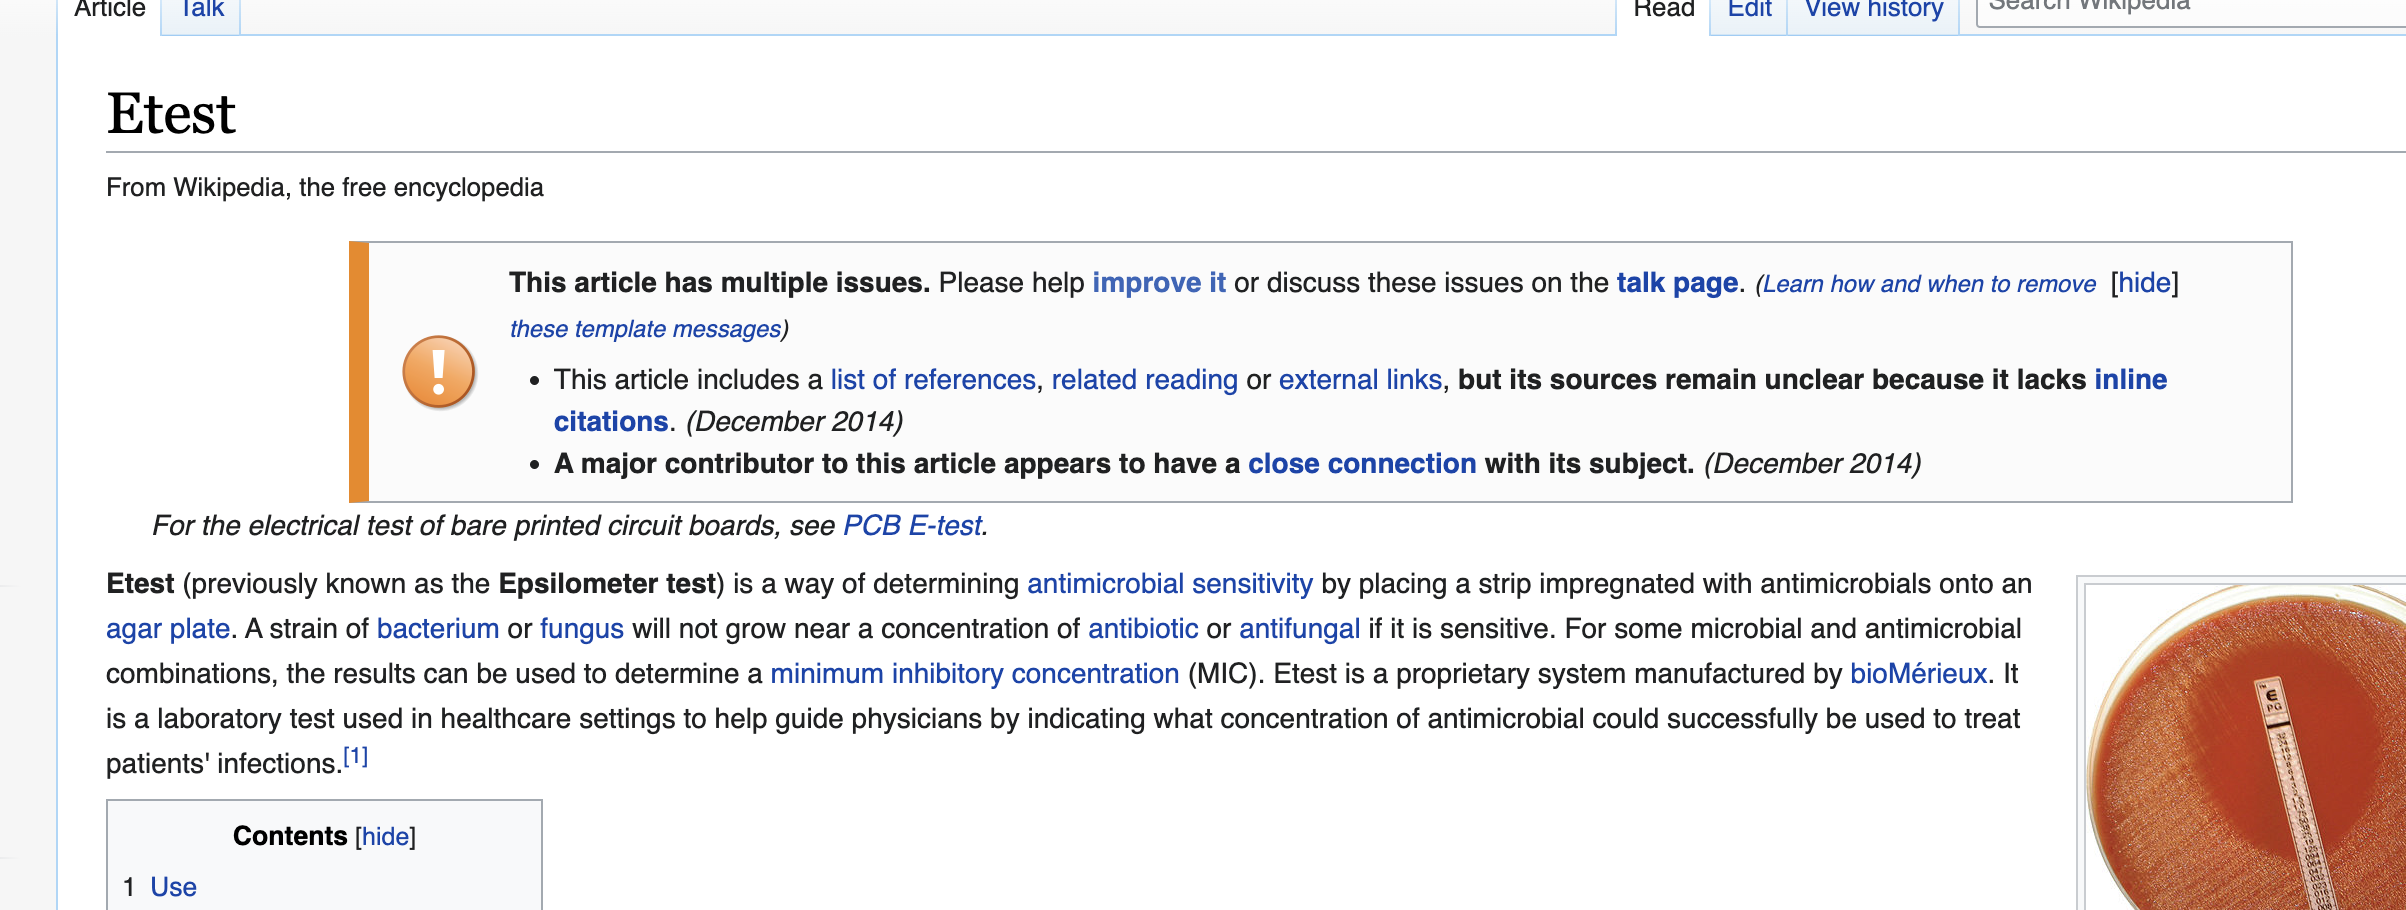 Article Talk Read Edit View history Search Wikipedia
Etest
From Wikipedia, the free encyclopedia
This article has multiple issues. Please help improve it or discuss these issues on the talk page. (Learn how and when to remove [hide]
these template messages)
• This article includes a list of references, related reading or external links, but its sources remain unclear because it lacks inline
citations. (December 2014)
• A major contributor to this article appears to have a close connection with its subject. (December 2014)
For the electrical test of bare printed circuit boards, see PCB E-test.
Etest (previously known as the Epsilometer test) is a way of determining antimicrobial sensitivity by placing a strip impregnated with antimicrobials onto an
agar plate. A strain of bacterium or fungus will not grow near a concentration of antibiotic or antifungal if it is sensitive. For some microbial and antimicrobial
combinations, the results can be used to determine a minimum inhibitory concentration (MIC). Etest is a proprietary system manufactured by bioMérieux. It
is a laboratory test used in healthcare settings to help guide physicians by indicating what concentration of antimicrobial could successfully be used to treat
patients' infections.[1]
E
PG
Contents [hide]
1 Use